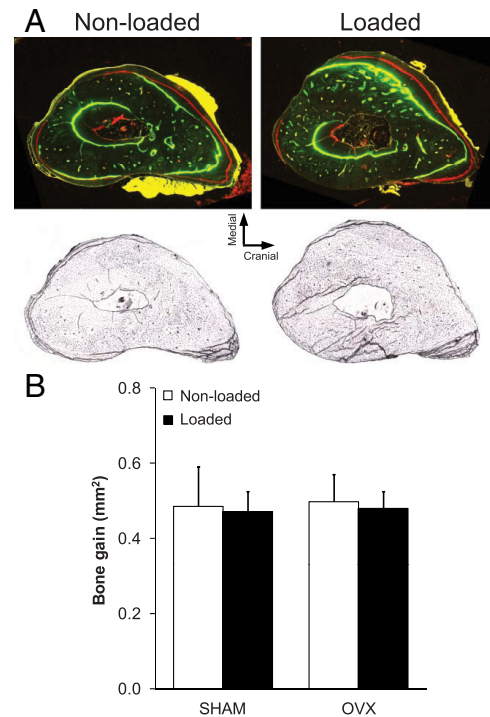 A Non-loaded Loaded
Medial
Cranial
B
0.8
0.6
0.4
0.2
0.0
Bone gain (mm²)
Non-loaded
Loaded
SHAM OVX